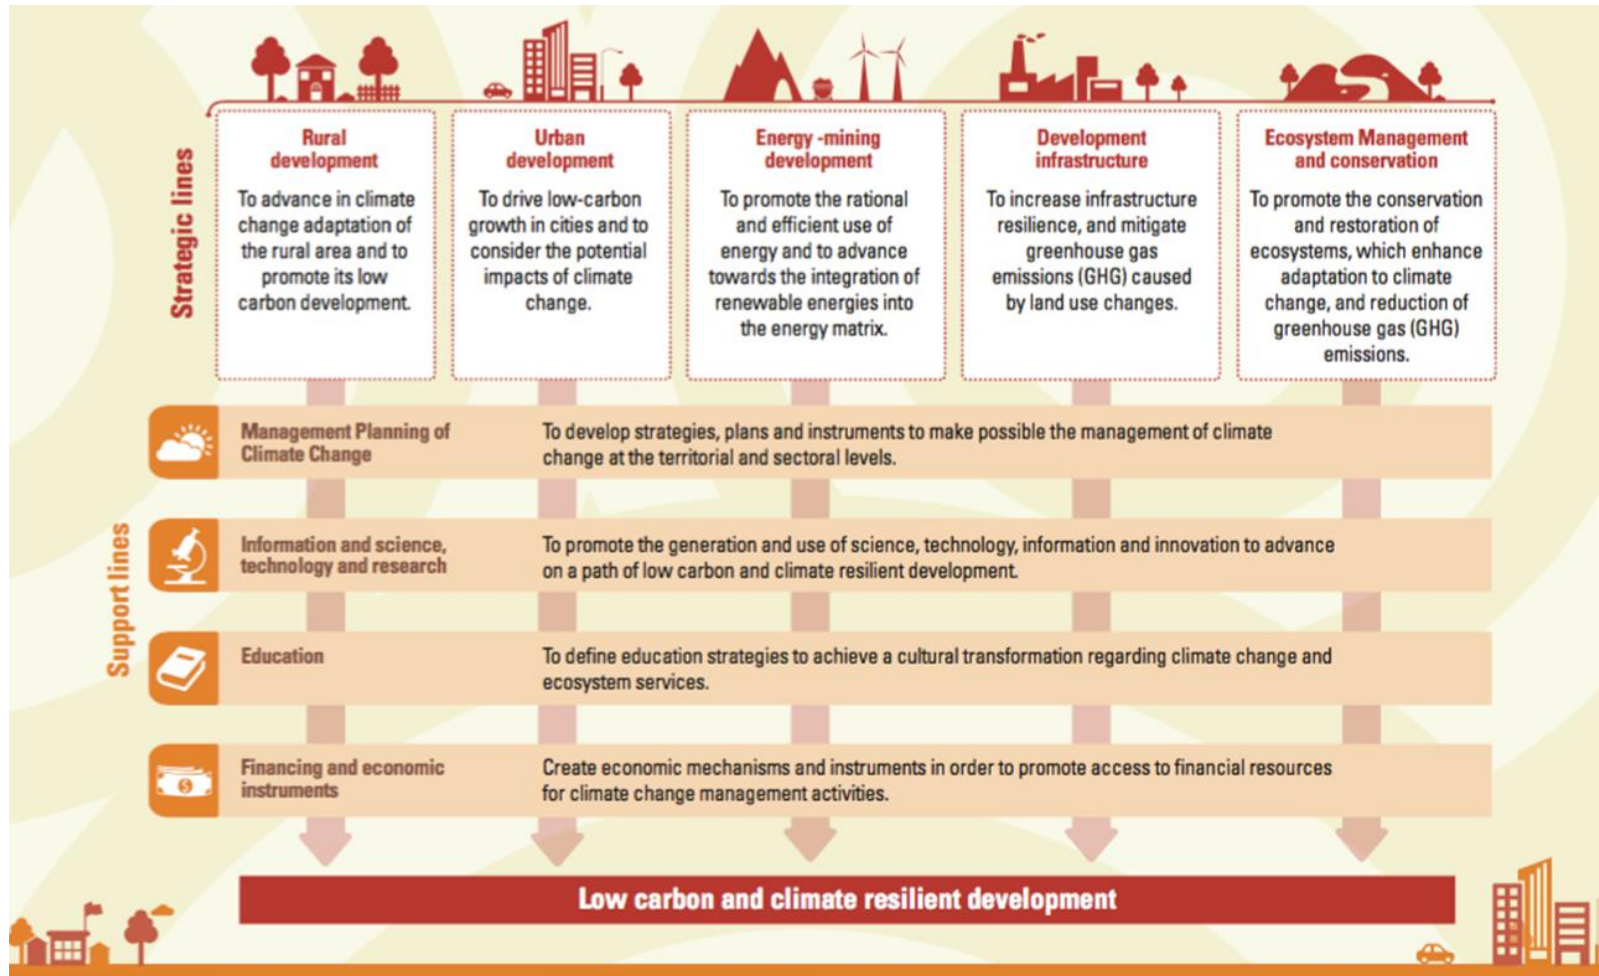 Strategic lines
Rural
development
To advance in climate
change adaptation of
the rural area and to
promote its low
carbon development.
Urban
development
To drive low-carbon
growth in cities and to
consider the potential
impacts of climate
change.
Energy -mining
development
To promote the rational
and efficient use of
energy and to advance
towards the integration of
renewable energies into
the energy matrix.
Development
infrastructure
To increase infrastructure
resilience, and mitigate
greenhouse gas
emissions (GHG) caused
by land use changes.
Ecosystem Management
and conservation
To promote the conservation
and restoration of
ecosystems, which enhance
adaptation to climate
change, and reduction of
greenhouse gas (GHG)
emissions.
Support lines
Management Planning of
Climate Change
To develop strategies, plans and instruments to make possible the management of climate
change at the territorial and sectoral levels.
Information and science,
technology and research
To promote the generation and use of science, technology, information and innovation to advance
on a path of low carbon and climate resilient development.
Education
To define education strategies to achieve a cultural transformation regarding climate change and
ecosystem services.
$
Financing and economic
instruments
Create economic mechanisms and instruments in order to promote access to financial resources
for climate change management activities.
Low carbon and climate resilient development